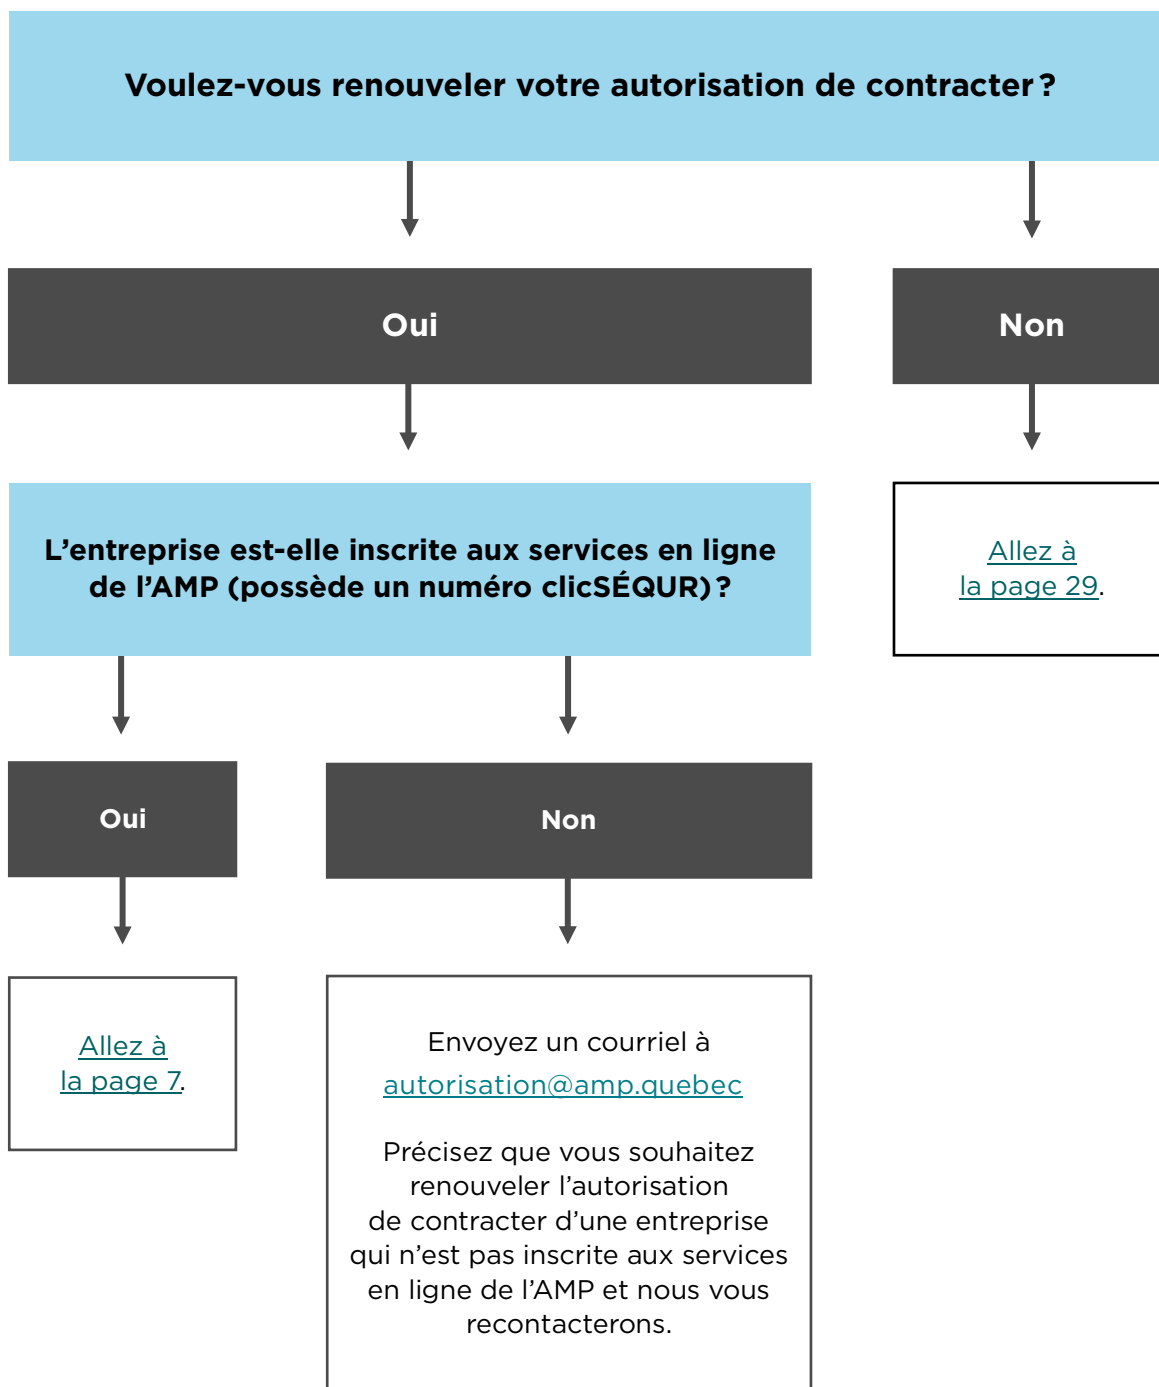 Voulez-vous renouveler votre autorisation de contracter ?
Oui
Non
L’entreprise est-elle inscrite aux services en ligne
de l’AMP (possède un numéro clicSÉQUR) ?
Allez à
la page 29.
Oui
Non
Allez à
la page 7.
Envoyez un courriel à
autorisation@amp.quebec
Précisez que vous souhaitez
renouveler l’autorisation
de contracter d’une entreprise
qui n’est pas inscrite aux services
en ligne de l’AMP et nous vous
recontacterons.